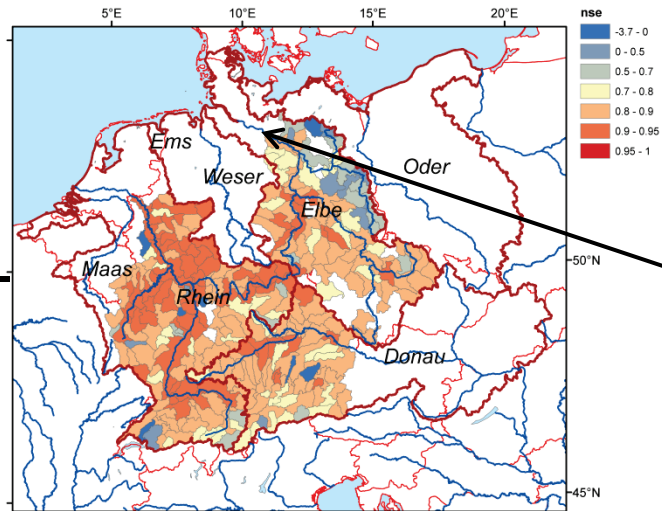 5°E 10°E 15°E 20°E
nse
-3.7 - 0
0 - 0.5
0.5 - 0.7
0.7 - 0.8
0.8 - 0.9
0.9 - 0.95
0.95 - 1
Ems
Weser
Oder
Elbe
50°N
Maas
Rhein
Donau
45°N